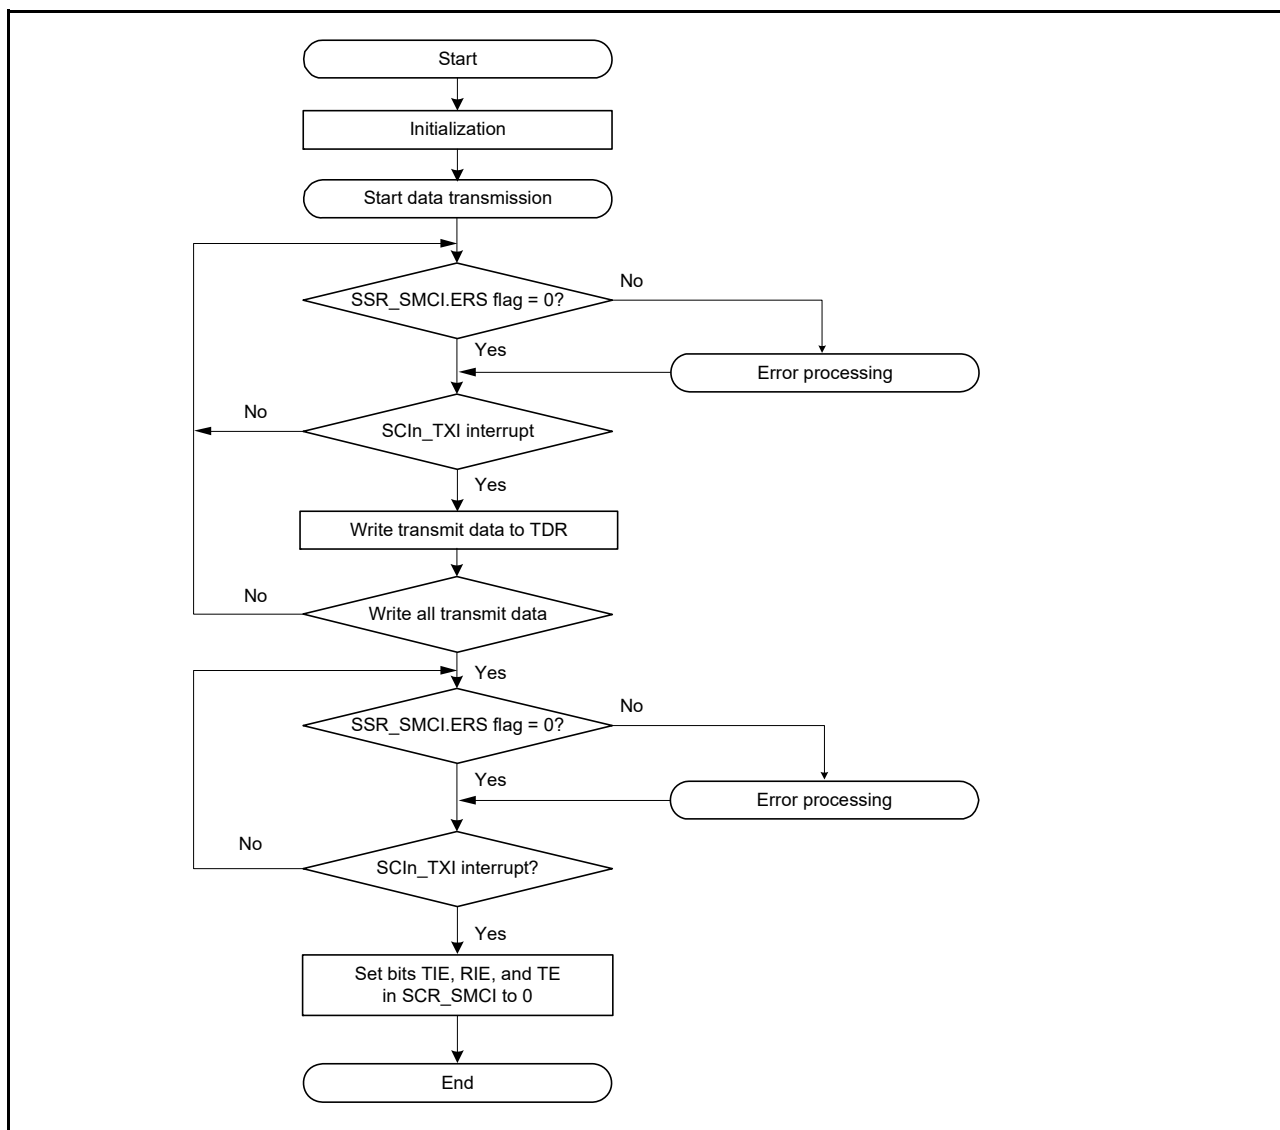 Start
Initialization
Start data transmission
SSR_SMCI.ERS flag = 0?
No
Yes
Error processing
No
SCIn_TXI interrupt
Yes
Write transmit data to TDR
No
Write all transmit data
Yes
SSR_SMCI.ERS flag = 0?
No
Yes
Error processing
No
SCIn_TXI interrupt?
Yes
Set bits TIE, RIE, and TE
in SCR_SMCI to 0
End